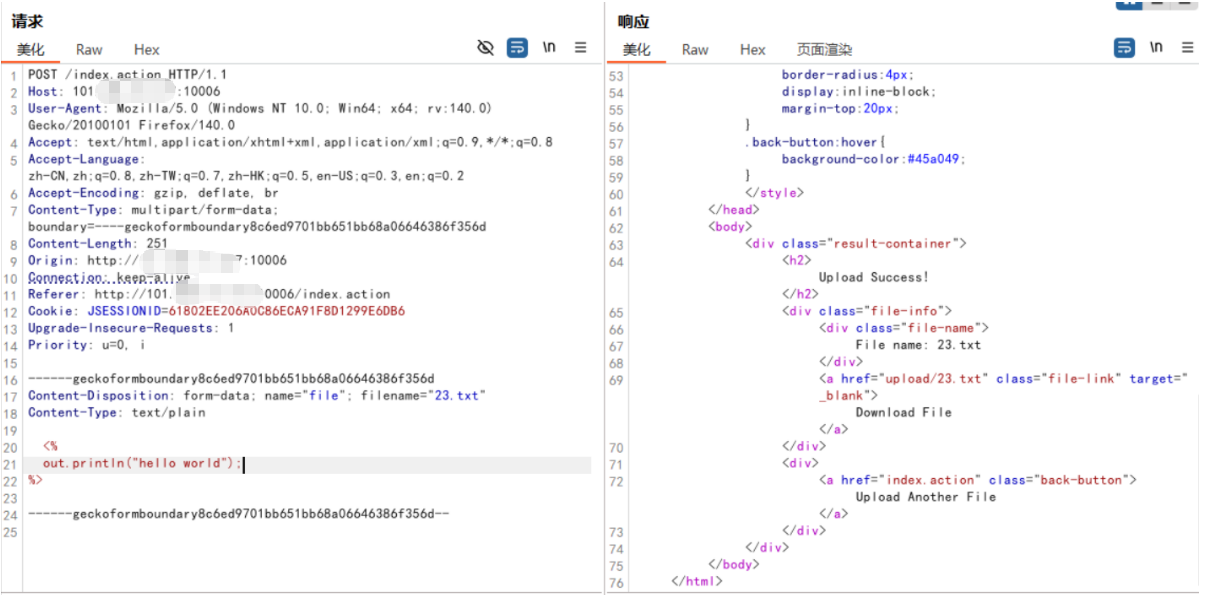 请求
美化 Raw Hex \n
1 POST /index.action HTTP/1.1
2 Host: 101 :10006
3 User-Agent: Mozilla/5.0 (Windows NT 10.0; Win64; x64; rv:140.0)
Gecko/20100101 Firefox/140.0
4 Accept: text/html,application/xhtml+xml,application/xml;q=0.9,*/*;q=0.8
5 Accept-Language:
zh-CN,zh;q=0.8,zh-TW;q=0.7,zh-HK;q=0.5,en-US;q=0.3,en;q=0.2
6 Accept-Encoding: gzip, deflate, br
7 Content-Type: multipart/form-data;
boundary=----geckoformboundary8c6ed9701bb651bb68a06646386f356d
8 Content-Length: 251
9 Origin: http:// 7:10006
10 Connection: keep-alive
11 Referer: http://101. 0006/index.action
12 Cookie: JSESSIONID=61802EE206A0C86ECA91F8D1299E6DB6
13 Upgrade-Insecure-Requests: 1
14 Priority: u=0, i
15
16 ------geckoformboundary8c6ed9701bb651bb68a06646386f356d
17 Content-Disposition: form-data; name="file"; filename="23.txt"
18 Content-Type: text/plain
19
20 <%
21 out.println("hello world");
22 %>
23
24 ------geckoformboundary8c6ed9701bb651bb68a06646386f356d--
25
响应
美化 Raw Hex 页面渲染 \n
53 border-radius:4px;
54 display:inline-block;
55 margin-top:20px;
56 }
57 .back-button:hover{
58 background-color:#45a049;
59 }
60 </style>
61 </head>
62 <body>
63 <div class="result-container">
64 <h2>
Upload Success!
</h2>
65 <div class="file-info">
66 <div class="file-name">
67 File name: 23.txt
68 </div>
69 <a href="upload/23.txt" class="file-link" target="
_blank">
Download File
</a>
70 </div>
71 <div>
72 <a href="index.action" class="back-button">
Upload Another File
</a>
73 </div>
74 </div>
75 </body>
76 </html>